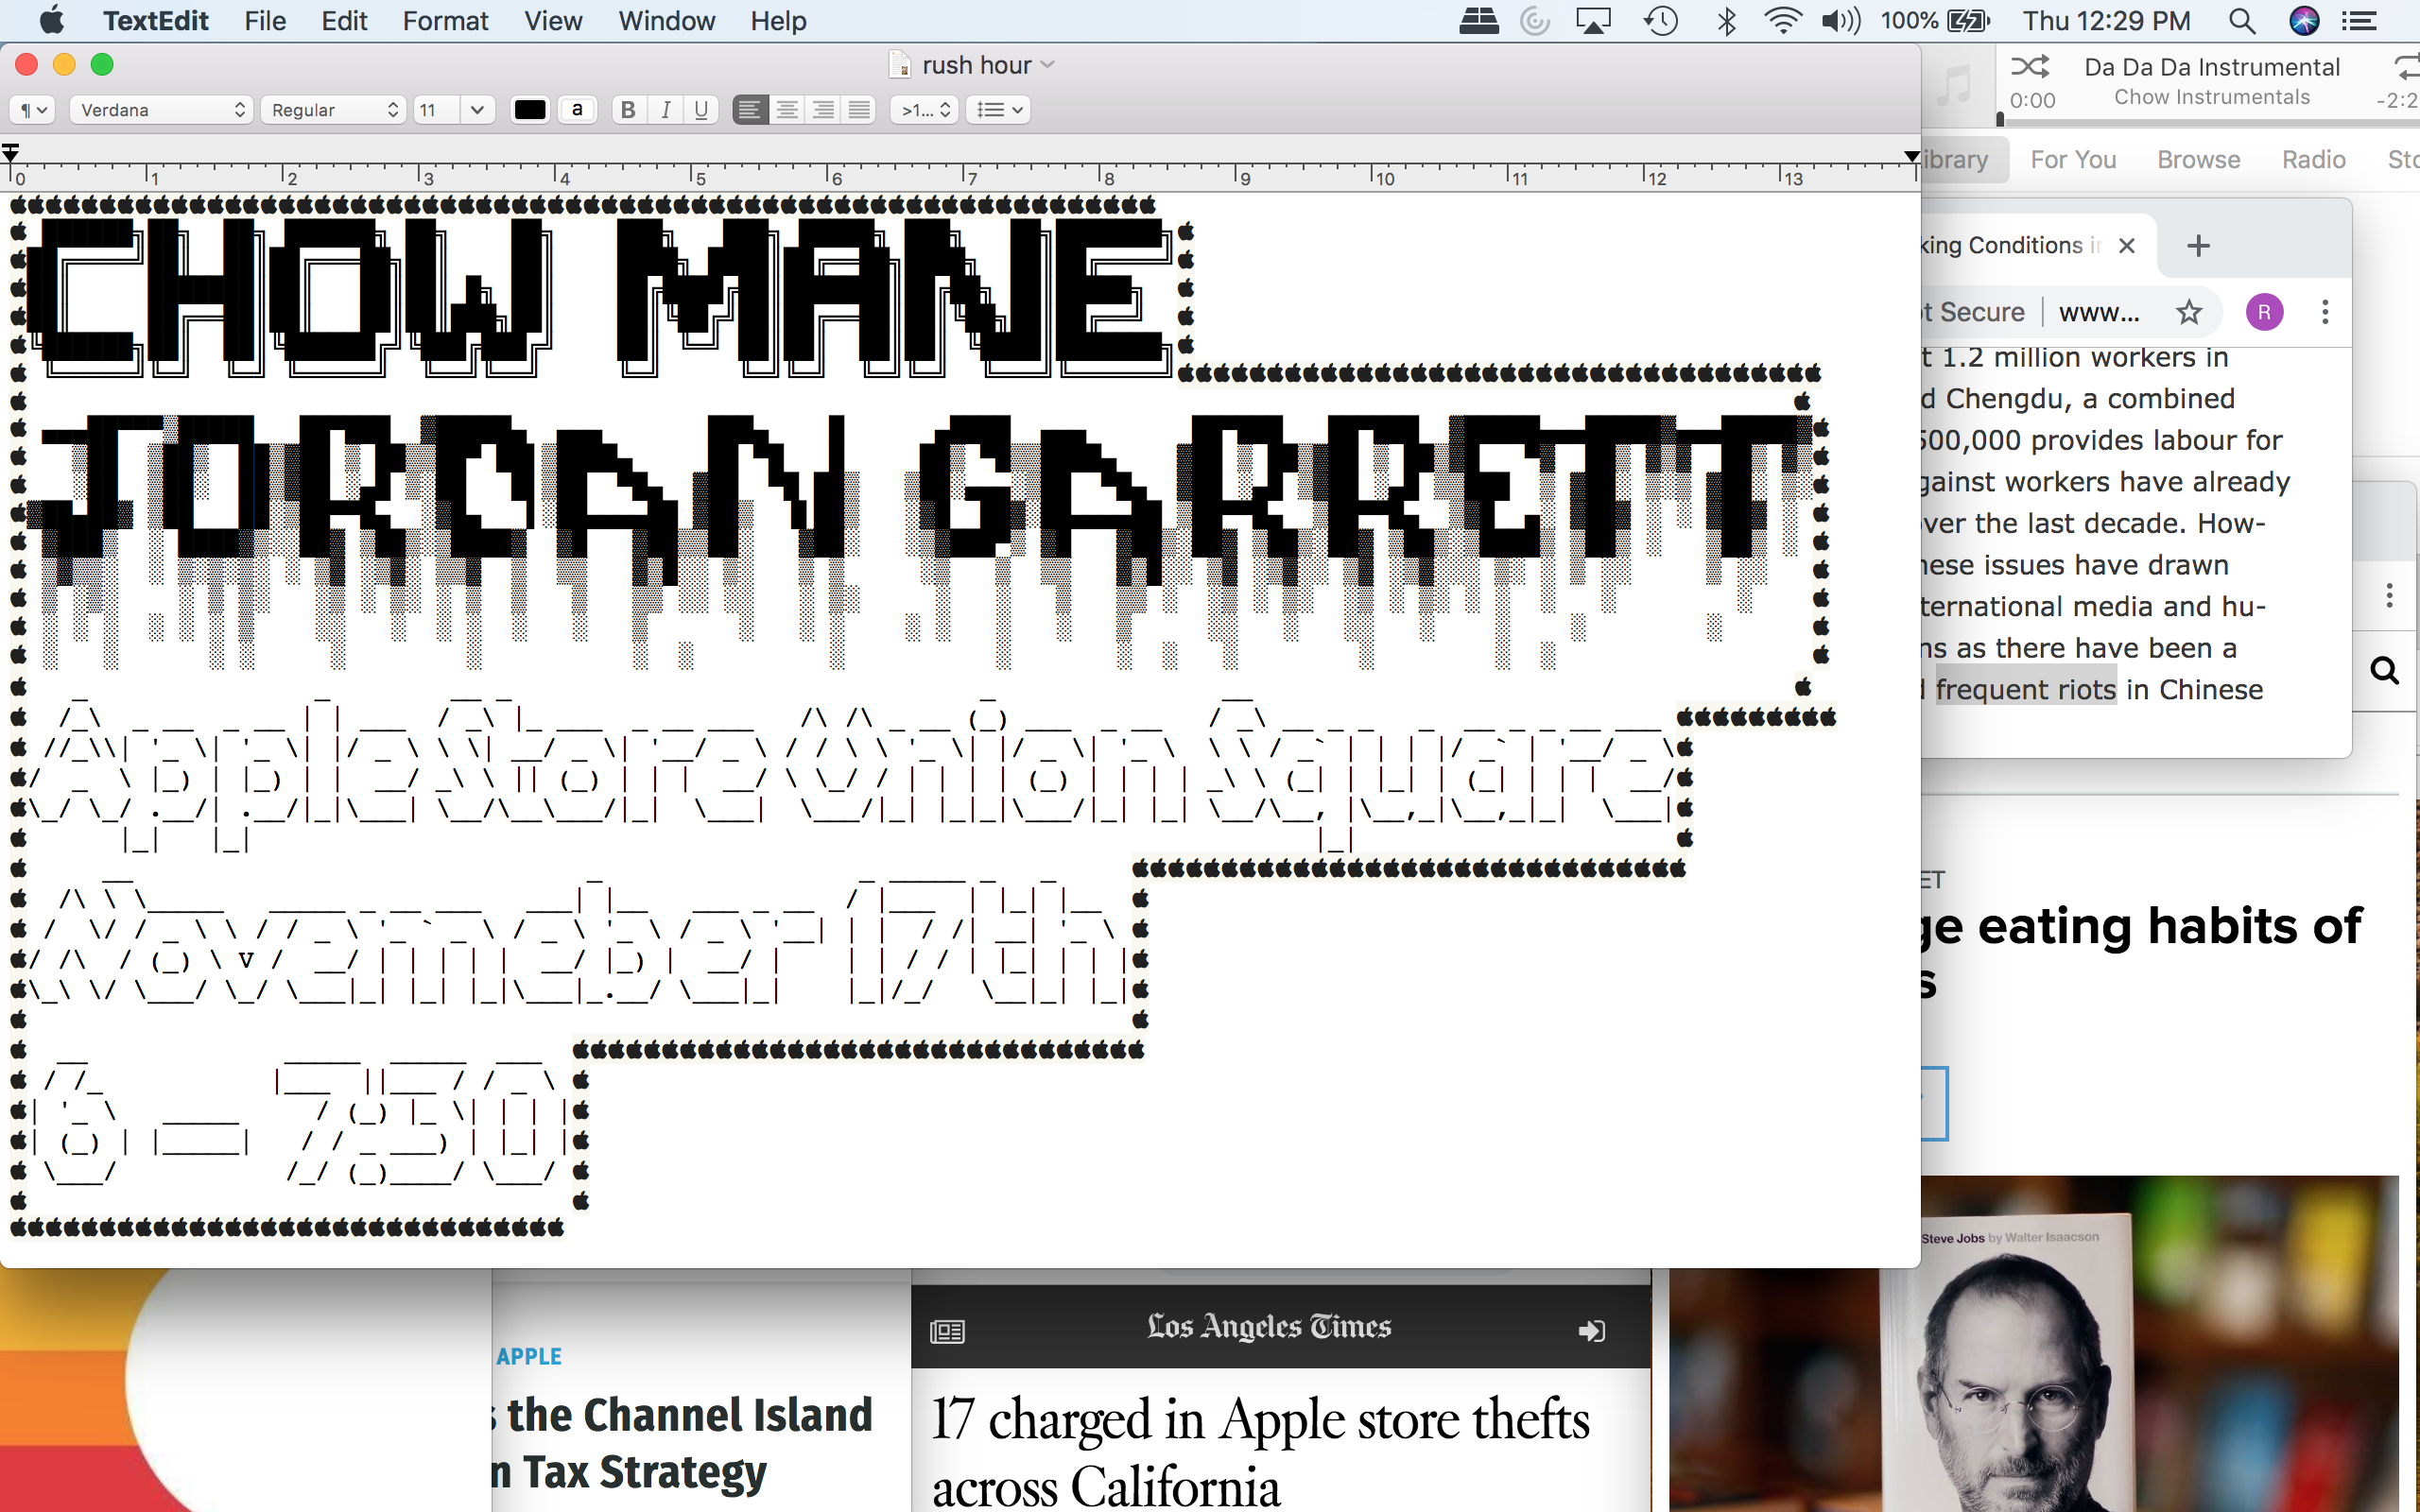 TextEdit File Edit Format View Window Help 100% Thu 12:29 PM
rush hour
Verdana Regular 11 a B I U >1...
0 1 2 3 4 5 6 7 8 9 10 11 12 13
CHOW MANE
JORDAN GARRETT
Apple Store Union Square
Novemeber 17th
6 - 7:30
Da Da Da Instrumental
0:00 Chow Instrumentals -2:2
ibrary For You Browse Radio Sto
king Conditions in
t Secure www... R
t 1.2 million workers in
d Chengdu, a combined
500,000 provides labour for
gainst workers have already
ver the last decade. How-
hese issues have drawn
ternational media and hu-
ns as there have been a
d frequent riots in Chinese
ET
ge eating habits of
s
Steve Jobs by Walter Isaacson
APPLE
s the Channel Island
n Tax Strategy
Los Angeles Times
17 charged in Apple store thefts
across California